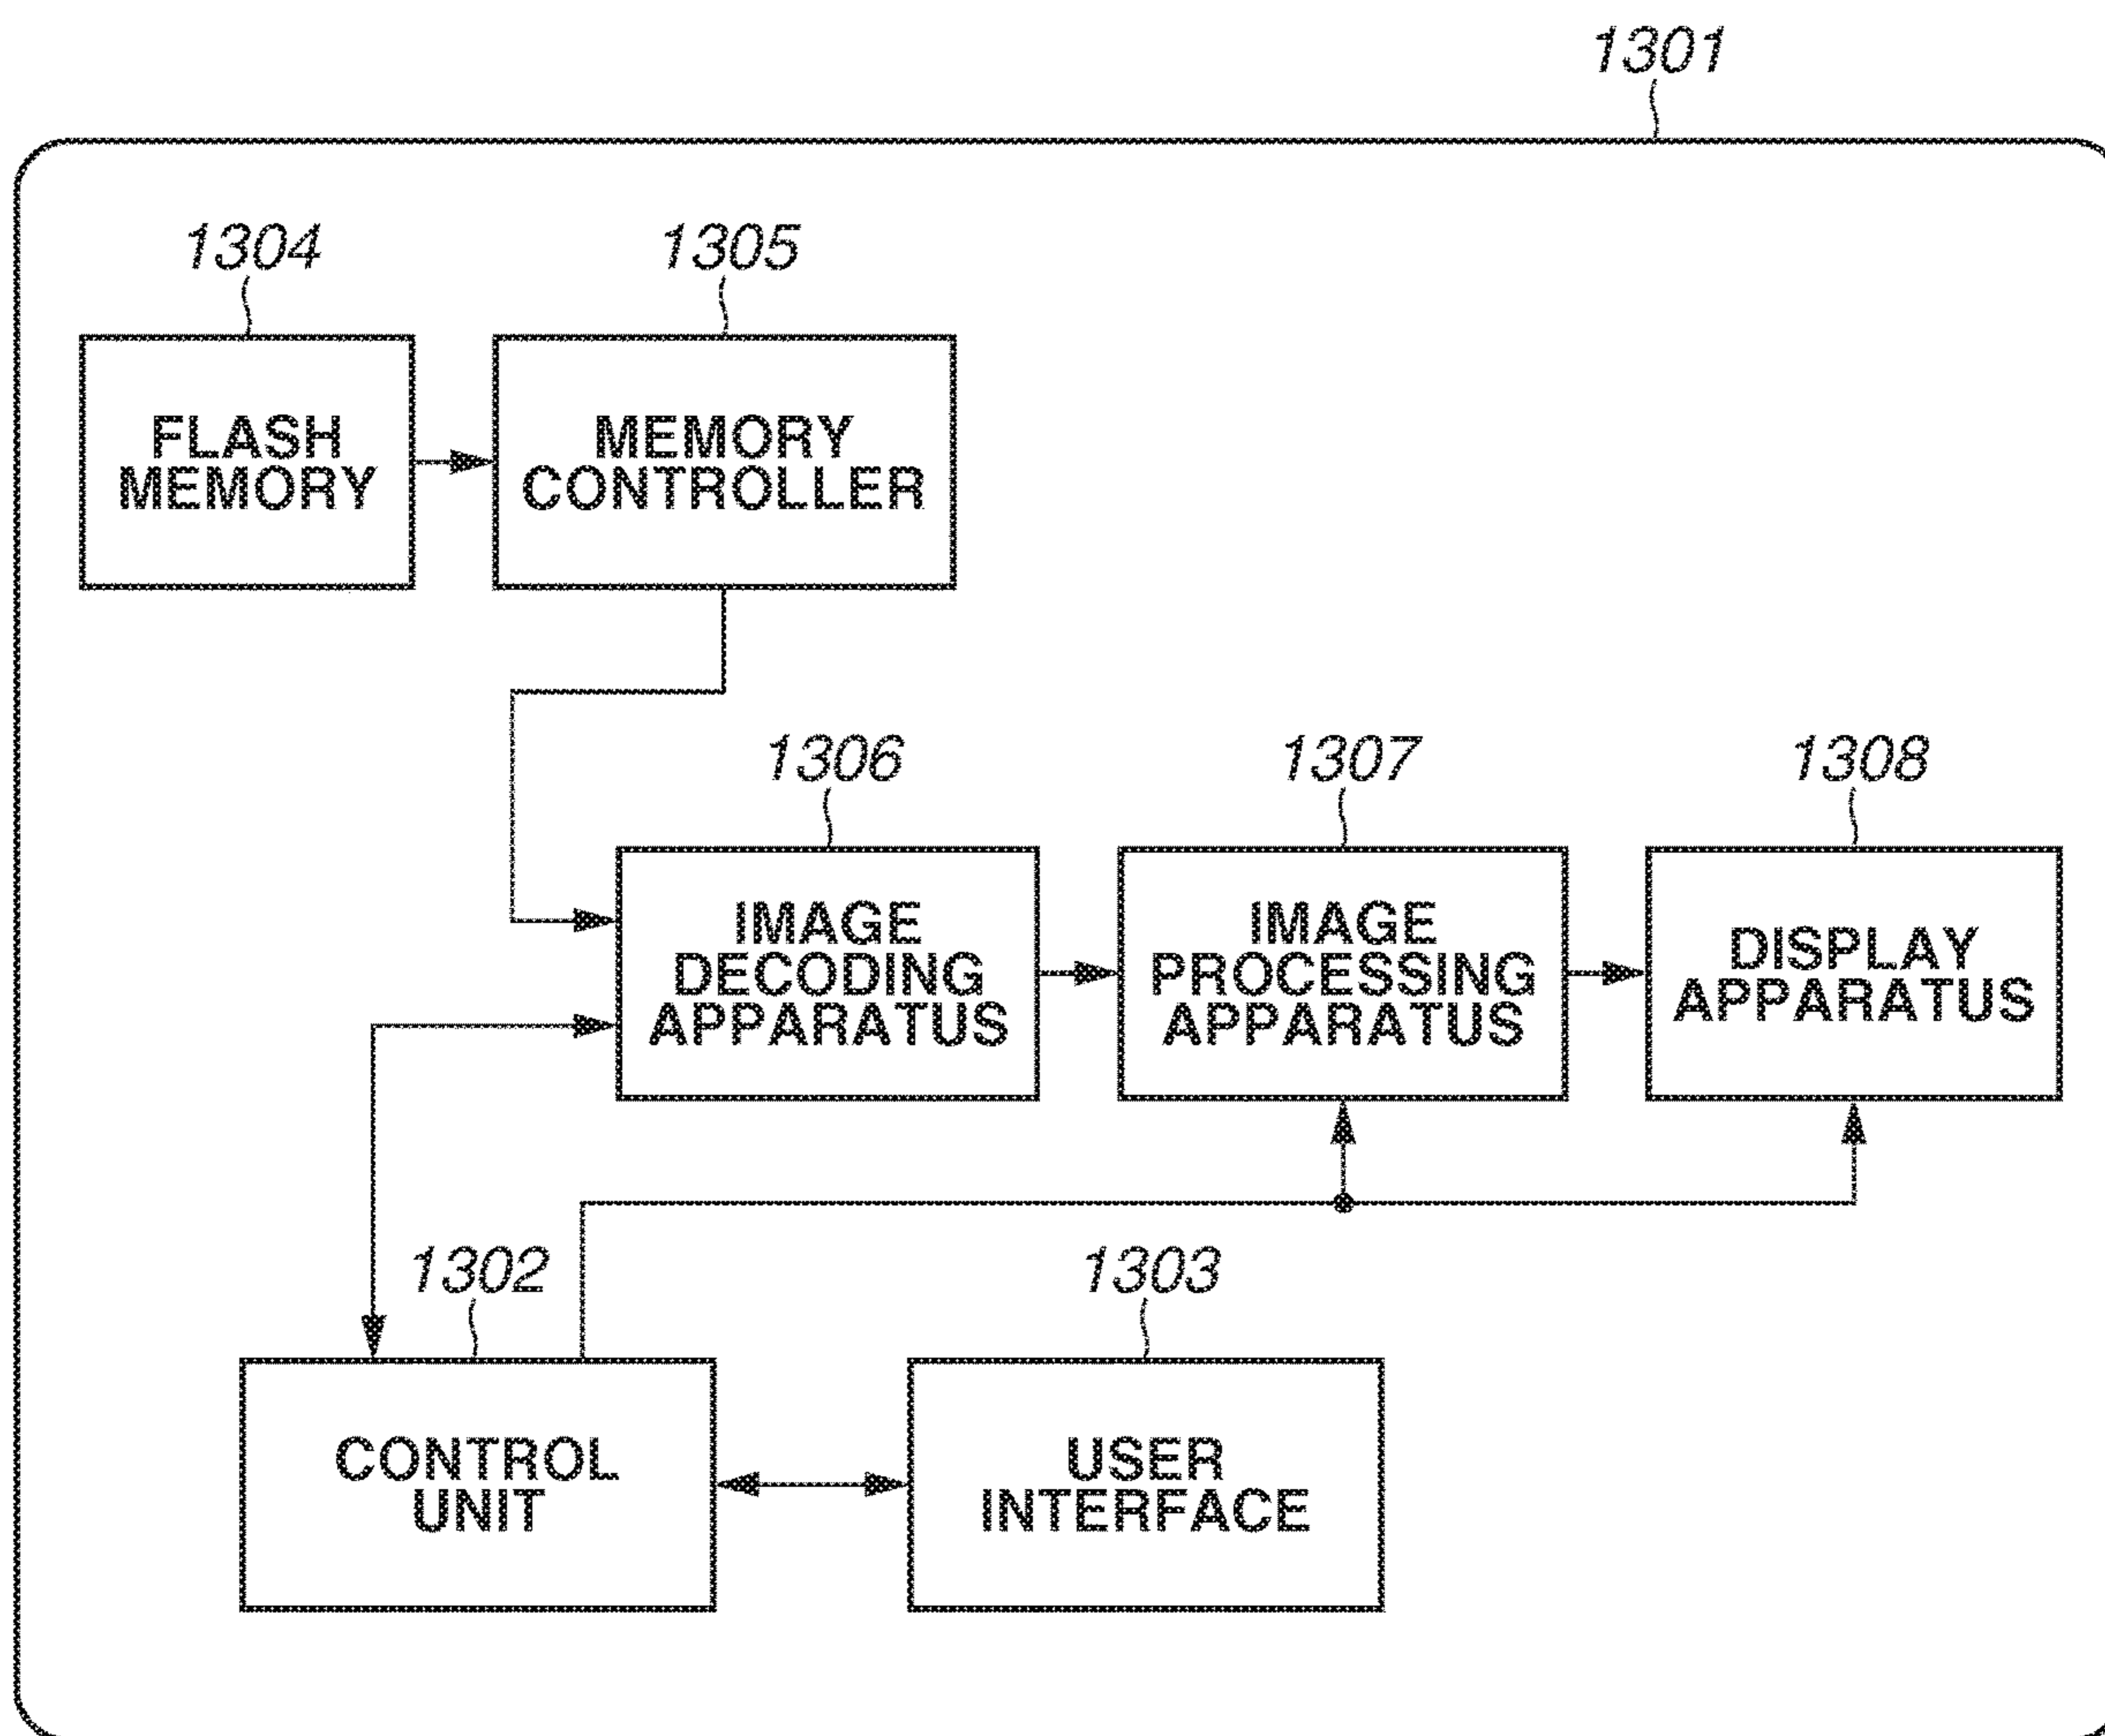 1301
1304
1305
FLASH
MEMORY
MEMORY
CONTROLLER
1306
1307
1308
IMAGE
DECODING
APPARATUS
IMAGE
PROCESSING
APPARATUS
DISPLAY
APPARATUS
1302
1303
CONTROL
UNIT
USER
INTERFACE